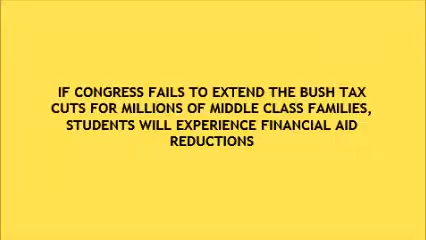 IF CONGRESS FAILS TO EXTEND THE BUSH TAX
CUTS FOR MILLIONS OF MIDDLE CLASS FAMILIES,
STUDENTS WILL EXPERIENCE FINANCIAL AID
REDUCTIONS